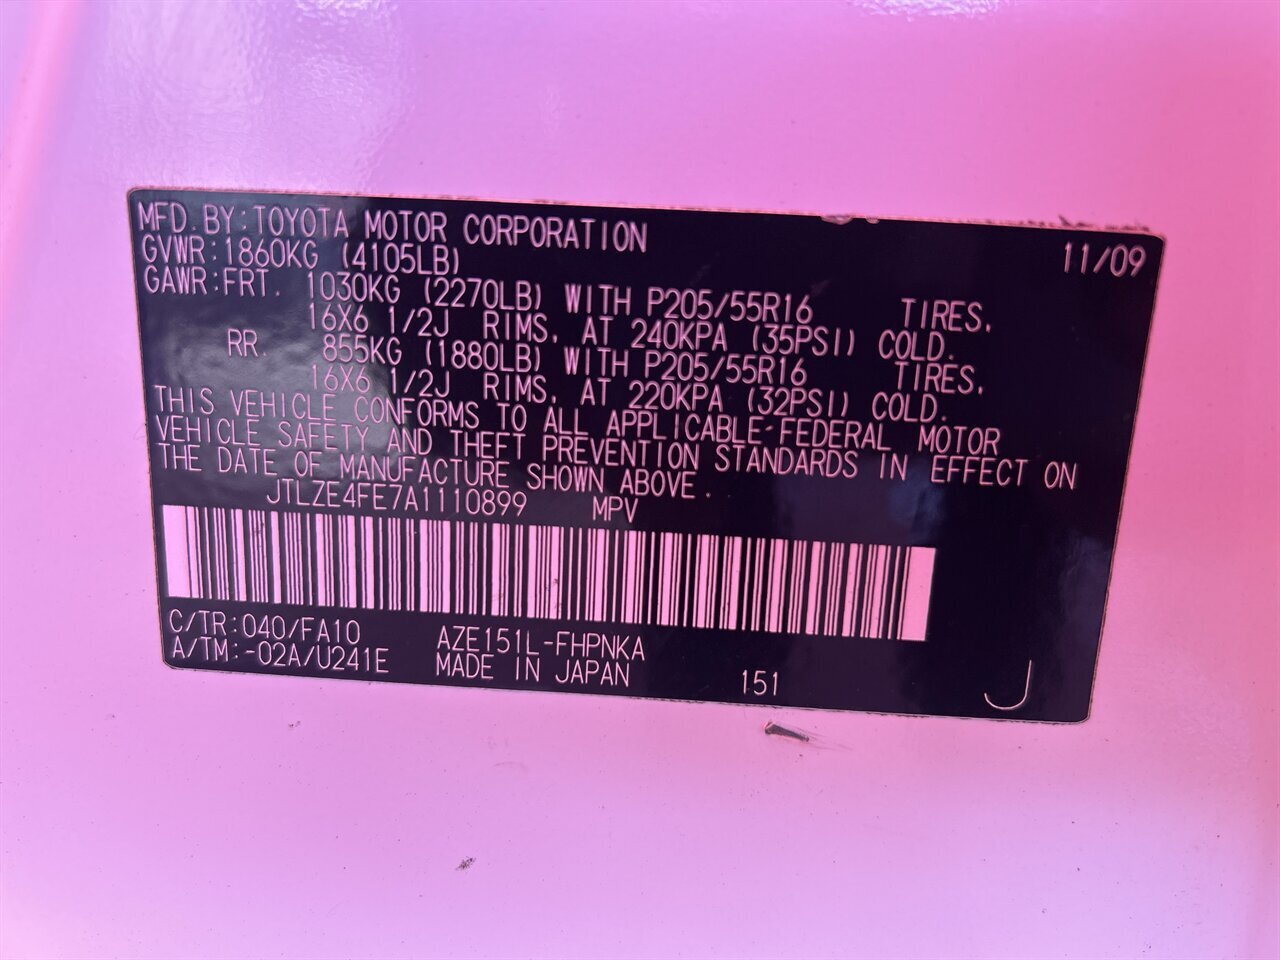 MFD. BY: TOYOTA MOTOR CORPORATION 11/09
GVWR: 1860KG (4105LB)
GAWR: FRT. 1030KG (2270LB) WITH P205/55R16 TIRES,
16X6 1/2J RIMS, AT 240KPA (35PSI) COLD.
RR. 855KG (1880LB) WITH P205/55R16 TIRES,
16X6 1/2J RIMS, AT 220KPA (32PSI) COLD.
THIS VEHICLE CONFORMS TO ALL APPLICABLE FEDERAL MOTOR
VEHICLE SAFETY AND THEFT PREVENTION STANDARDS IN EFFECT ON
THE DATE OF MANUFACTURE SHOWN ABOVE.
JTLZE4FE7A1110899 MPV
C/TR: 040/FA10 AZE151L-FHPNKA
A/TM: -02A/U241E MADE IN JAPAN 151 J